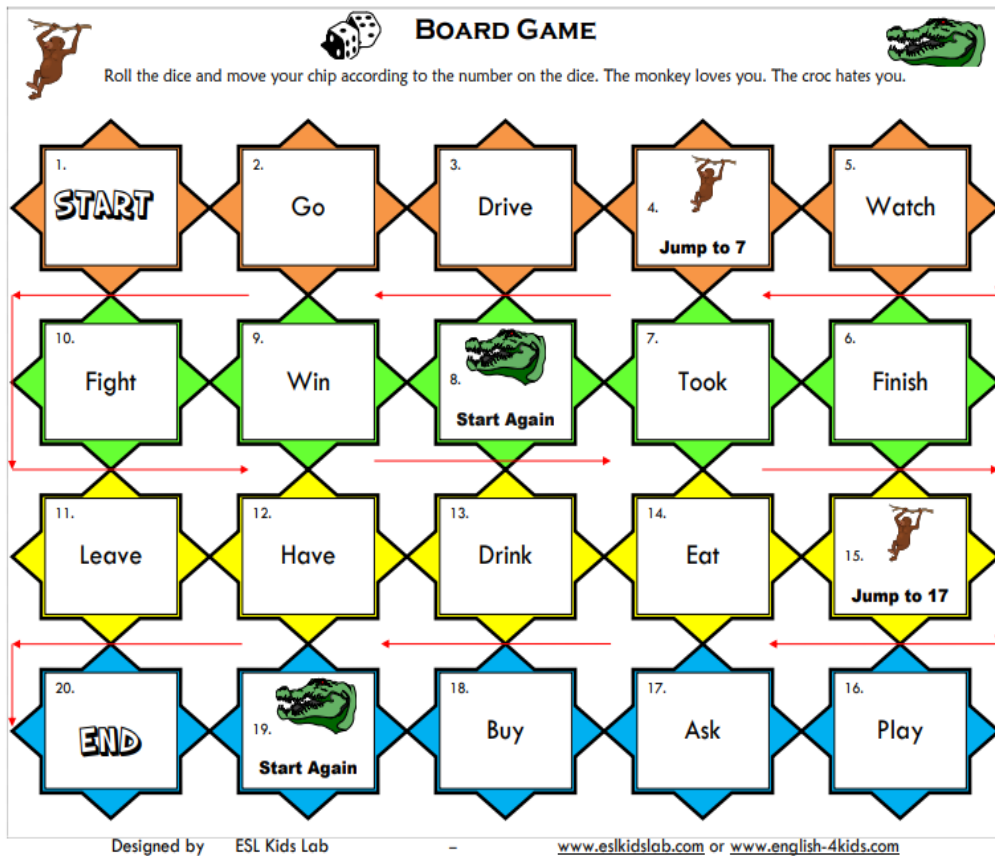 BOARD GAME
Roll the dice and move your chip according to the number on the dice. The monkey loves you. The croc hates you.
1.
START
2.
Go
3.
Drive
4.
Jump to 7
5.
Watch
10.
Fight
9.
Win
8.
Start Again
7.
Took
6.
Finish
11.
Leave
12.
Have
13.
Drink
14.
Eat
15.
Jump to 17
20.
END
19.
Start Again
18.
Buy
17.
Ask
16.
Play
Designed by ESL Kids Lab – www.eslkidslab.com or www.english-4kids.com